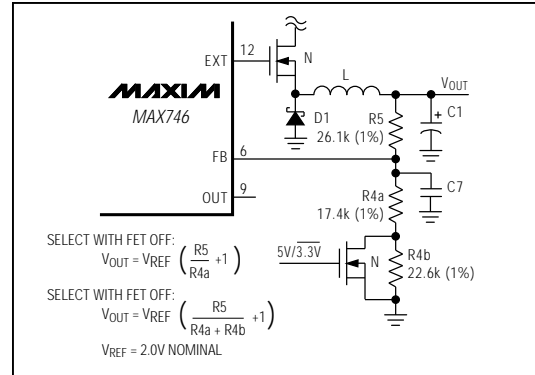 12
EXT
N
MAXIM
MAX746
L
VOUT
D1
R5
26.1k (1%)
+
C1
FB
6
OUT
9
R4a
17.4k (1%)
C7
SELECT WITH FET OFF:
VOUT = VREF ( R5 / R4a +1 )
5V/3.3V
N
R4b
22.6k (1%)
SELECT WITH FET OFF:
VOUT = VREF ( R5 / R4a + R4b +1 )
VREF = 2.0V NOMINAL